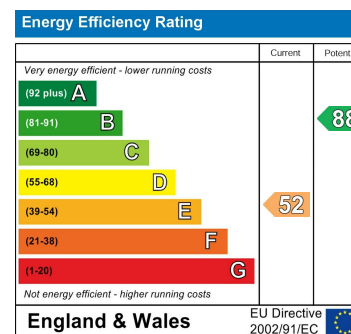 Energy Efficiency Rating
Current Potent
Very energy efficient - lower running costs
(92 plus) A
(81-91) B
88
(69-80) C
(55-68) D
(39-54) E
52
(21-38) F
(1-20) G
Not energy efficient - higher running costs
England & Wales
EU Directive
2002/91/EC